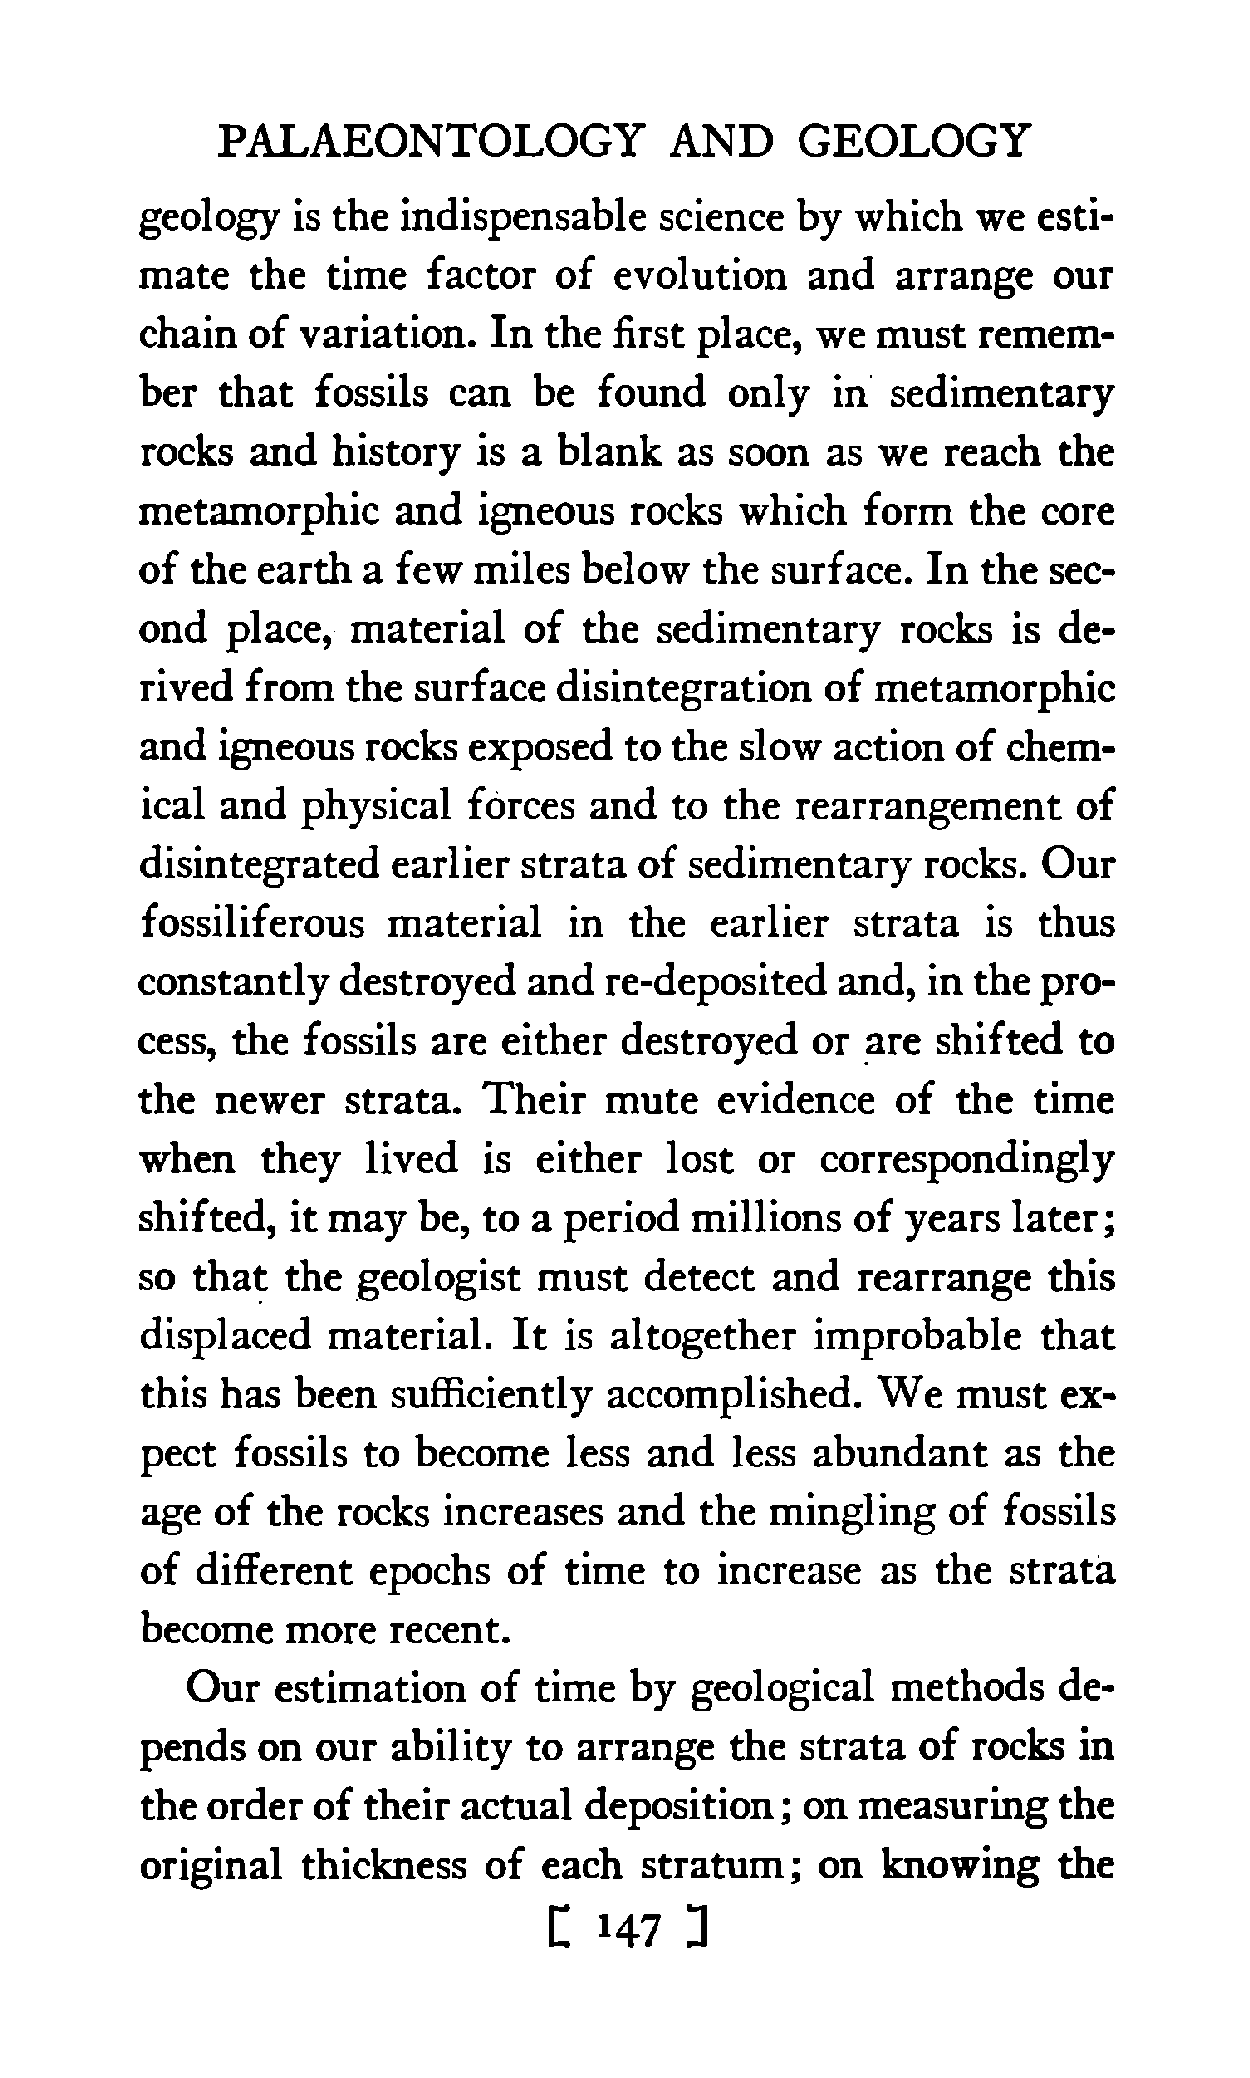 PALAEONTOLOGY AND GEOLOGY
geology is the indispensable science by which we esti-
mate the time factor of evolution and arrange our
chain of variation. In the first place, we must remem-
ber that fossils can be found only in sedimentary
rocks and history is a blank as soon as we reach the
metamorphic and igneous rocks which form the core
of the earth a few miles below the surface. In the sec-
ond place, material of the sedimentary rocks is de-
rived from the surface disintegration of metamorphic
and igneous rocks exposed to the slow action of chem-
ical and physical forces and to the rearrangement of
disintegrated earlier strata of sedimentary rocks. Our
fossiliferous material in the earlier strata is thus
constantly destroyed and re-deposited and, in the pro-
cess, the fossils are either destroyed or are shifted to
the newer strata. Their mute evidence of the time
when they lived is either lost or correspondingly
shifted, it may be, to a period millions of years later;
so that the geologist must detect and rearrange this
displaced material. It is altogether improbable that
this has been sufficiently accomplished. We must ex-
pect fossils to become less and less abundant as the
age of the rocks increases and the mingling of fossils
of different epochs of time to increase as the strata
become more recent.
Our estimation of time by geological methods de-
pends on our ability to arrange the strata of rocks in
the order of their actual deposition; on measuring the
original thickness of each stratum; on knowing the
[ 147 ]